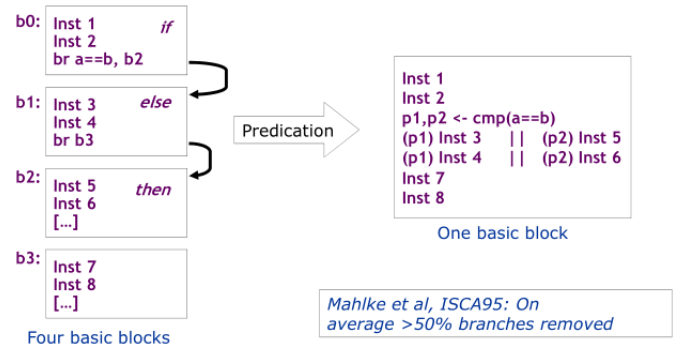 b0:
Inst 1 if
Inst 2
br a==b, b2
b1:
Inst 3 else
Inst 4
br b3
b2:
Inst 5 then
Inst 6
[...]
b3:
Inst 7
Inst 8
[...]
Four basic blocks
Predication
Inst 1
Inst 2
p1,p2 <- cmp(a==b)
(p1) Inst 3 || (p2) Inst 5
(p1) Inst 4 || (p2) Inst 6
Inst 7
Inst 8
One basic block
Mahlke et al, ISCA95: On
average >50% branches removed